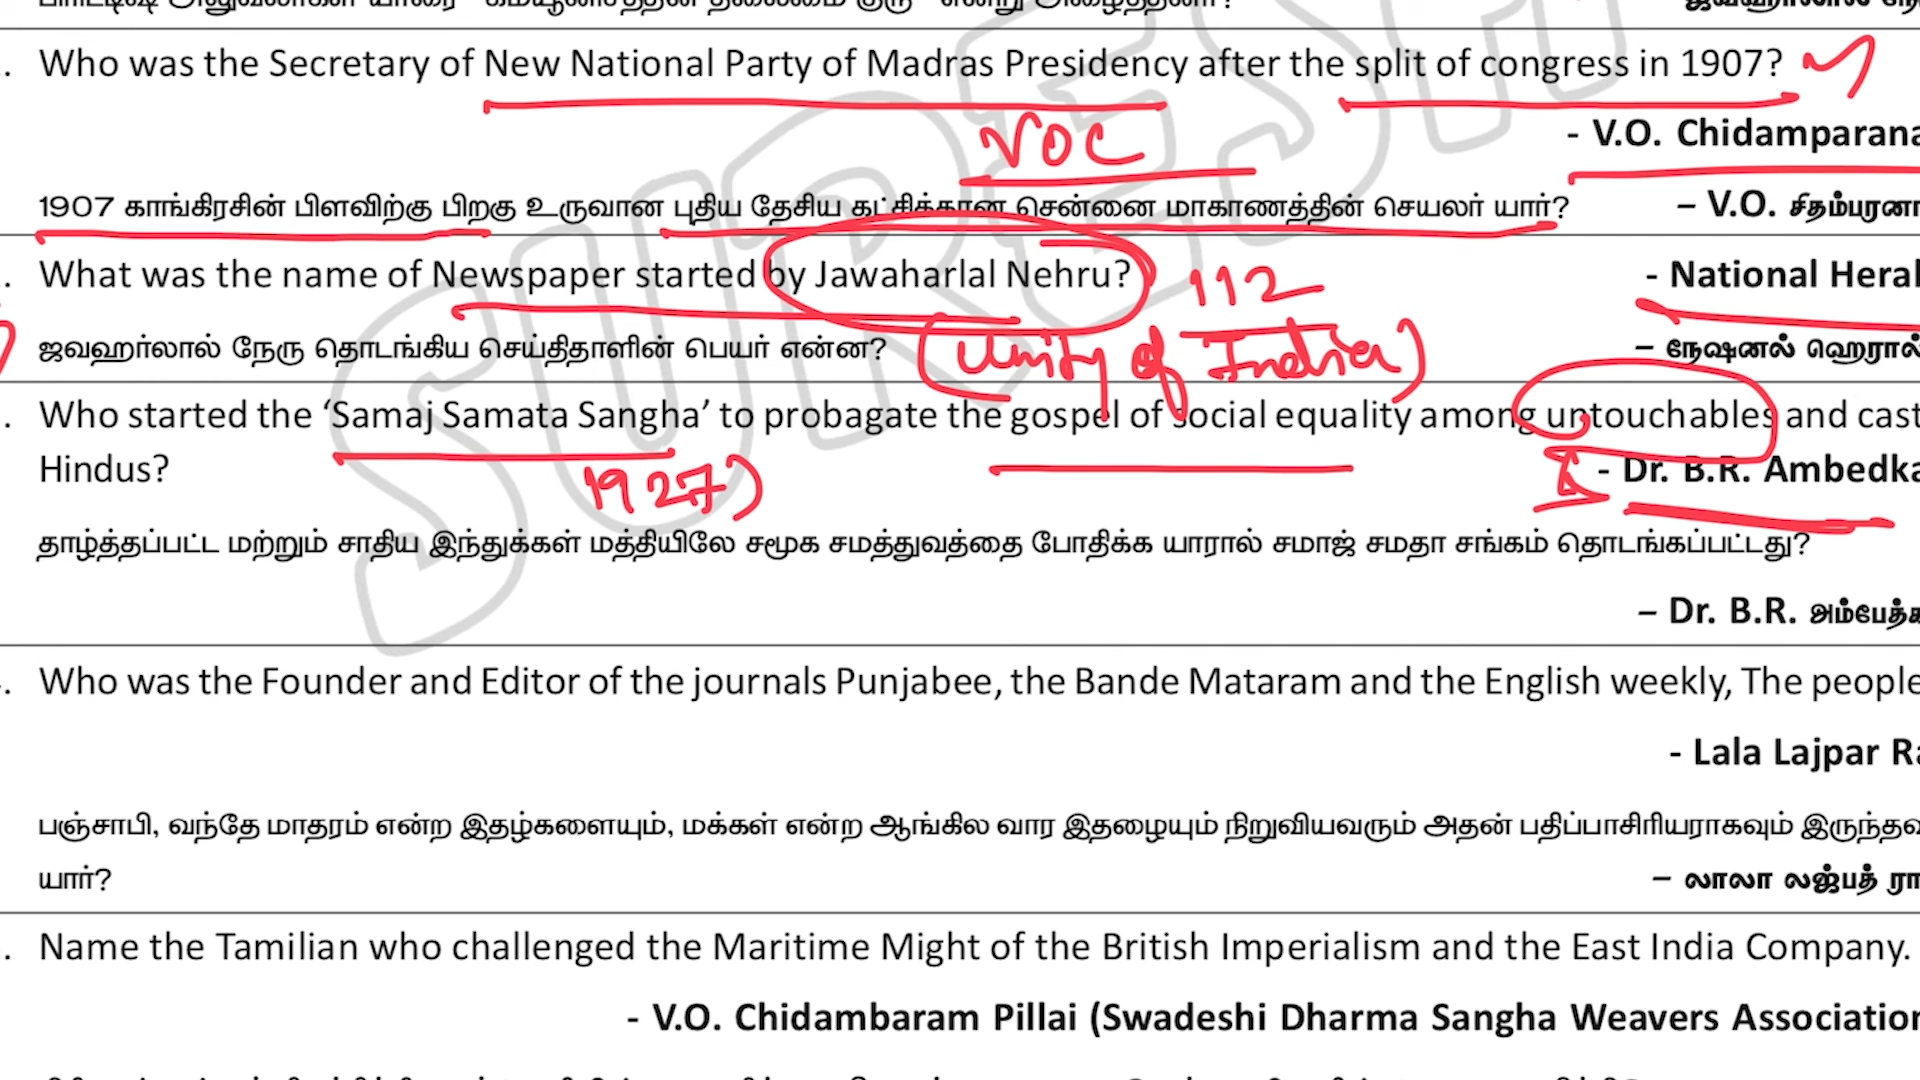 . Who was the Secretary of New National Party of Madras Presidency after the split of congress in 1907?
VOC
- V.O. Chidamparana
1907 காங்கிரசின் பிளவிற்கு பிறகு உருவான புதிய தேசிய கட்சிக்கான சென்னை மாகாணத்தின் செயலர் யார்?
– V.O. சிதம்பரனா
. What was the name of Newspaper started by Jawaharlal Nehru?
112
- National Heral
ஜவஹர்லால் நேரு தொடங்கிய செய்திதாளின் பெயர் என்ன?
(Unity of India)
– நேஷனல் ஹெரால்
. Who started the ‘Samaj Samata Sangha’ to probagate the gospel of social equality among untouchables and cast
Hindus?
1927)
- Dr. B.R. Ambedka
தாழ்த்தப்பட்ட மற்றும் சாதிய இந்துக்கள் மத்தியிலே சமூக சமத்துவத்தை போதிக்க யாரால் சமாஜ் சமதா சங்கம் தொடங்கப்பட்டது?
– Dr. B.R. அம்பேத்க
. Who was the Founder and Editor of the journals Punjabee, the Bande Mataram and the English weekly, The people
- Lala Lajpar Ra
பஞ்சாபி, வந்தே மாதரம் என்ற இதழ்களையும், மக்கள் என்ற ஆங்கில வார இதழையும் நிறுவியவரும் அதன் பதிப்பாசிரியராகவும் இருந்தவ
யார்?
– லாலா லஜ்பத் ரா
. Name the Tamilian who challenged the Maritime Might of the British Imperialism and the East India Company.
- V.O. Chidambaram Pillai (Swadeshi Dharma Sangha Weavers Association
SURESH